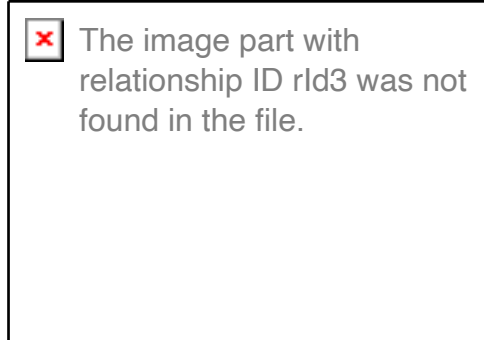 The image part with
relationship ID rId3 was not
found in the file.